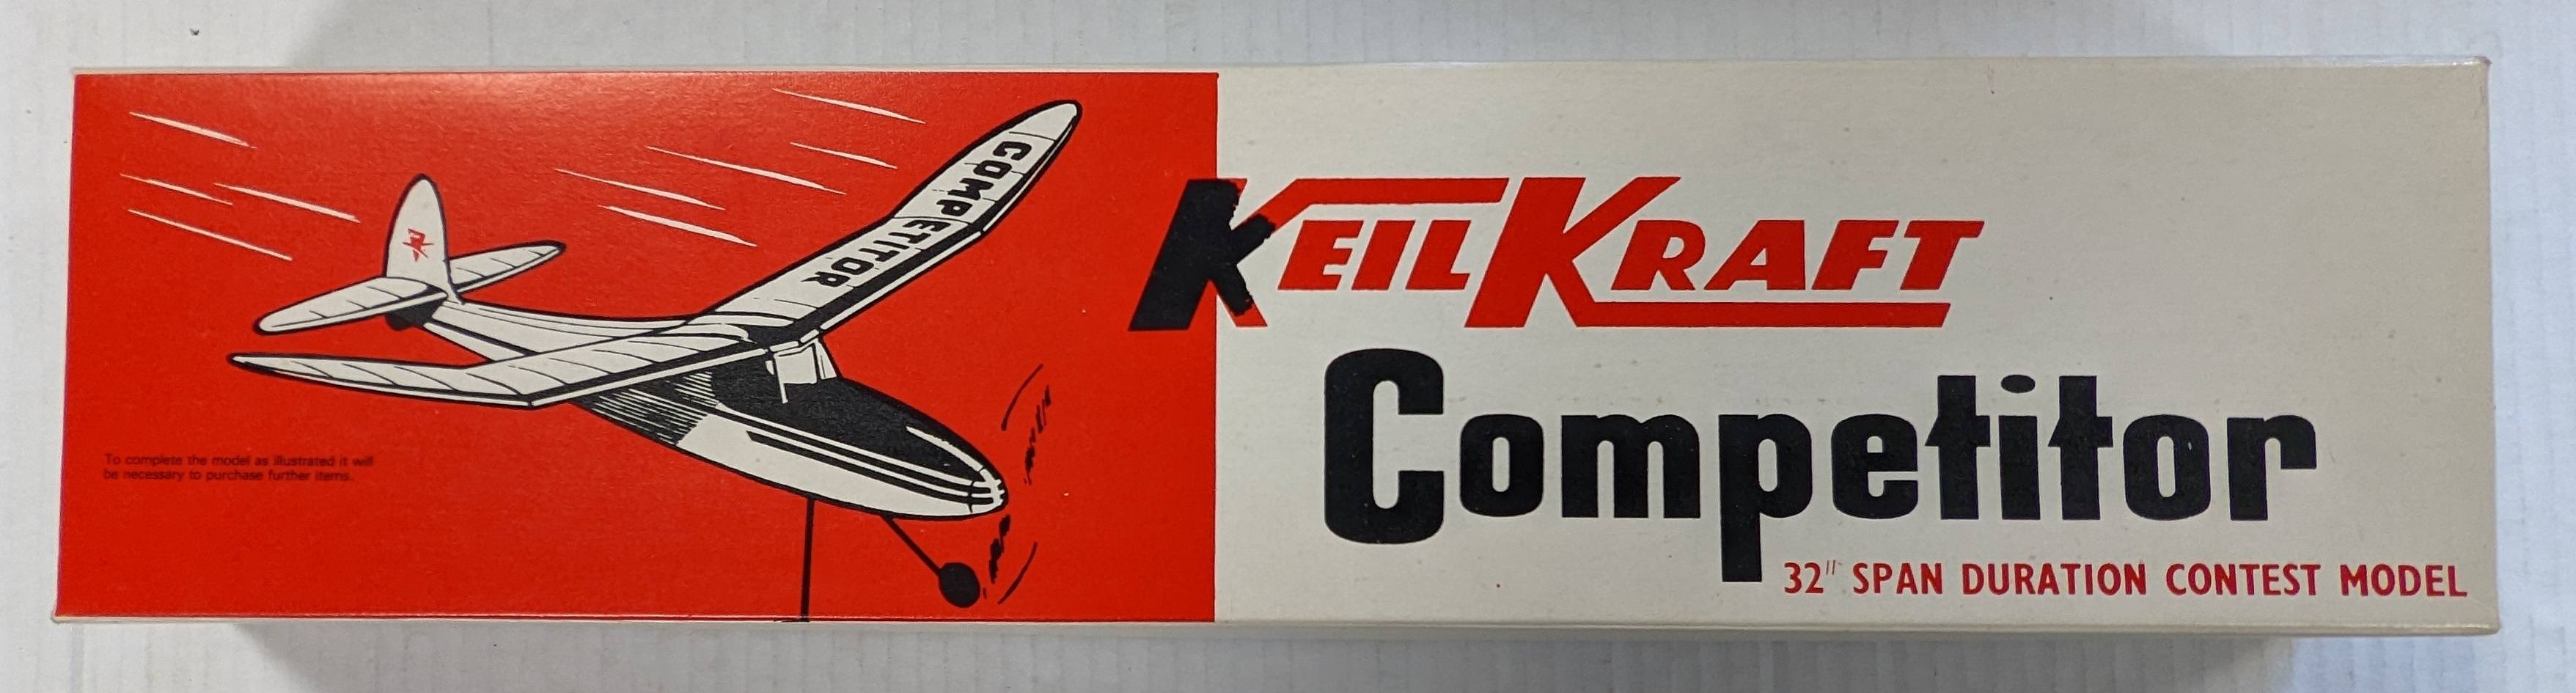 COMPETITOR
To complete the model as illustrated it will
be necessary to purchase further items.
KEILKRAFT
Competitor
32" SPAN DURATION CONTEST MODEL